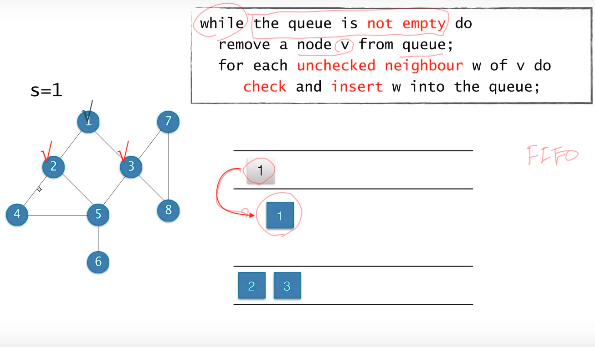 while the queue is not empty do
remove a node v from queue;
for each unchecked neighbour w of v do
check and insert w into the queue;
s=1
1
7
FIFO
2
3
1
4
5
8
1
6
2 3